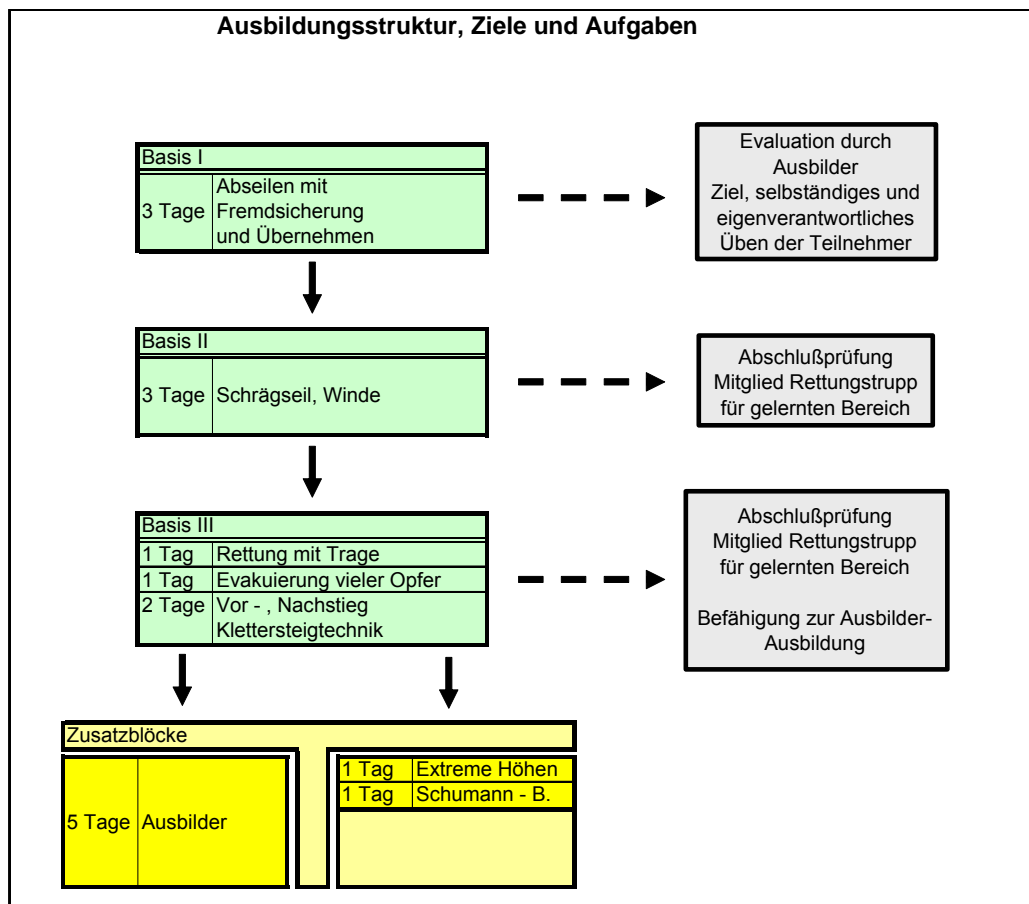 Ausbildungsstruktur, Ziele und Aufgaben
Basis I
3 Tage Abseilen mit
Fremdsicherung
und Übernehmen
Evaluation durch
Ausbilder
Ziel, selbständiges und
eigenverantwortliches
Üben der Teilnehmer
Basis II
3 Tage Schrägseil, Winde
Abschlußprüfung
Mitglied Rettungstrupp
für gelernten Bereich
Basis III
1 Tag Rettung mit Trage
1 Tag Evakuierung vieler Opfer
2 Tage Vor - , Nachstieg
Klettersteigtechnik
Abschlußprüfung
Mitglied Rettungstrupp
für gelernten Bereich
Befähigung zur Ausbilder-
Ausbildung
Zusatzblöcke
5 Tage Ausbilder
1 Tag Extreme Höhen
1 Tag Schumann - B.